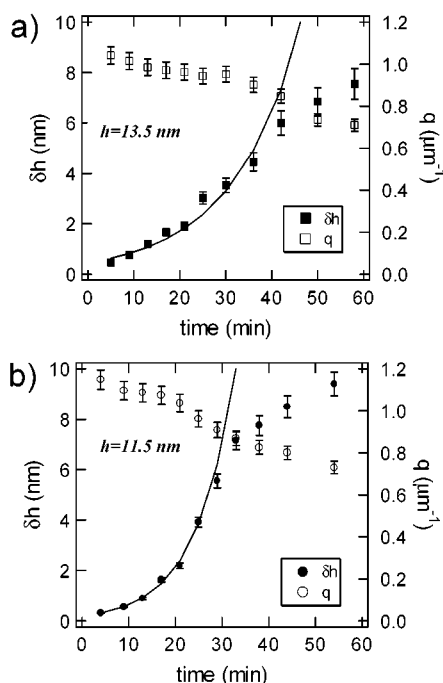 a)
10
8
6
4
2
0
δh (nm)
h=13.5 nm
1.2
1.0
0.8
0.6
0.4
0.2
0.0
q (μm⁻¹)
δh
q
0 10 20 30 40 50 60
time (min)
b)
10
8
6
4
2
0
δh (nm)
h=11.5 nm
1.2
1.0
0.8
0.6
0.4
0.2
0.0
q (μm⁻¹)
δh
q
0 10 20 30 40 50 60
time (min)